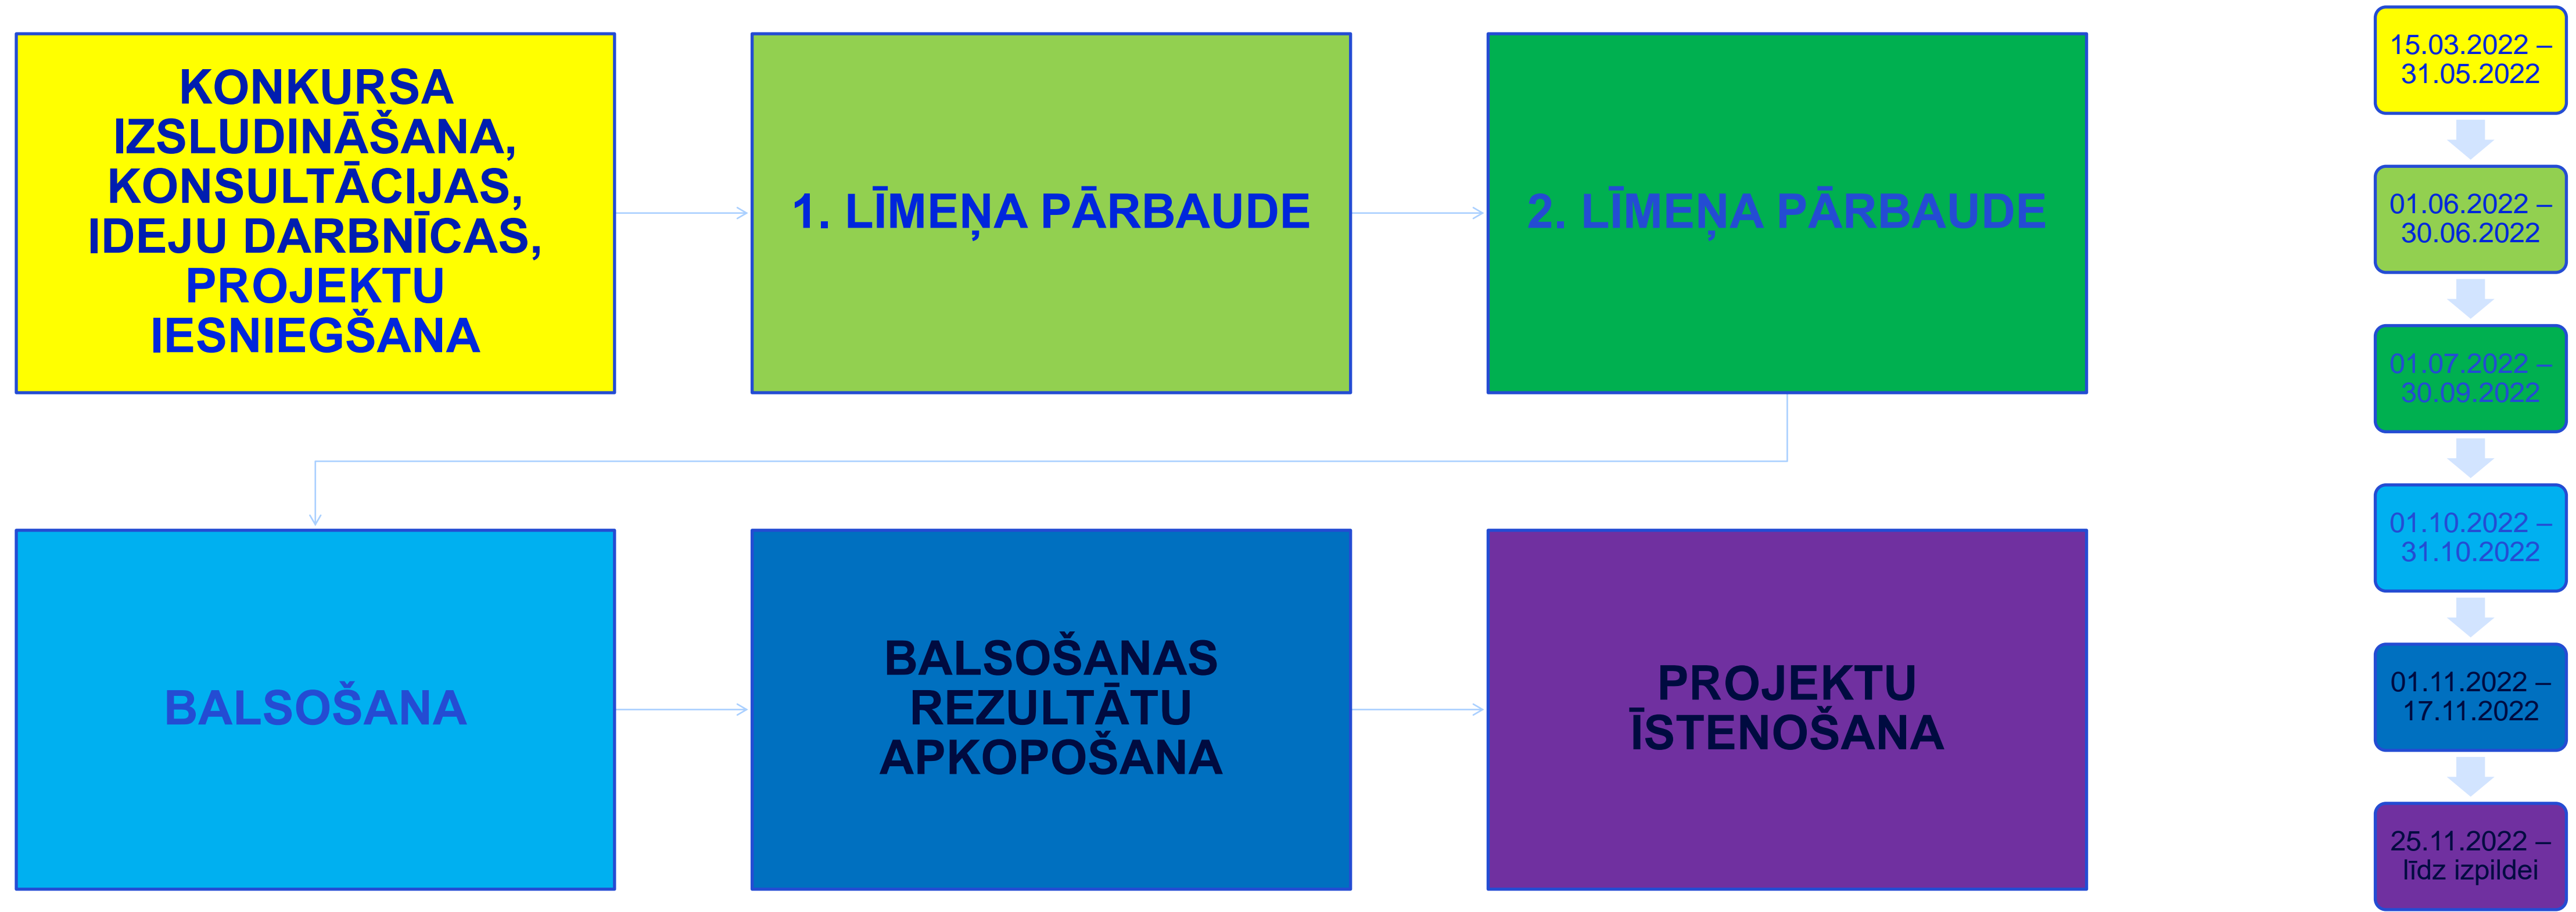 KONKURSA
IZSLUDINĀŠANA,
KONSULTĀCIJAS,
IDEJU DARBNĪCAS,
PROJEKTU
IESNIEGŠANA
1. LĪMEŅA PĀRBAUDE
2. LĪMEŅA PĀRBAUDE
BALSOŠANA
BALSOŠANAS
REZULTĀTU
APKOPOŠANA
PROJEKTU
ĪSTENOŠANA
15.03.2022 –
31.05.2022
01.06.2022 –
30.06.2022
01.07.2022 –
30.09.2022
01.10.2022 –
31.10.2022
01.11.2022 –
17.11.2022
25.11.2022 –
līdz izpildei